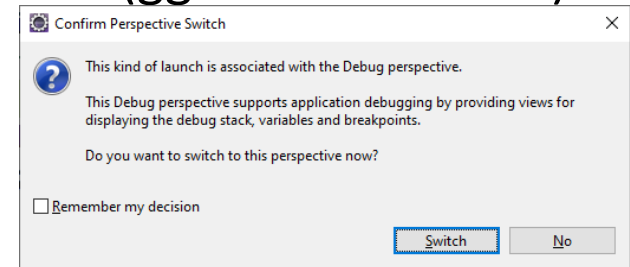 Confirm Perspective Switch
This kind of launch is associated with the Debug perspective.
This Debug perspective supports application debugging by providing views for
displaying the debug stack, variables and breakpoints.
Do you want to switch to this perspective now?
Remember my decision
Switch No